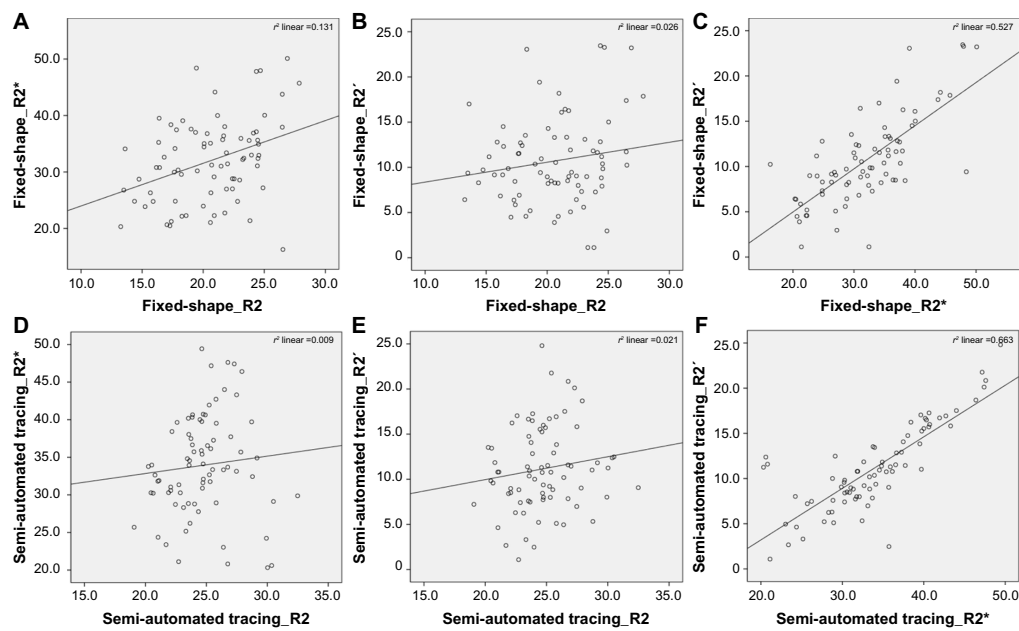 A
r² linear =0.131
50.0
40.0
30.0
20.0
Fixed-shape_R2*
10.0 15.0 20.0 25.0 30.0
Fixed-shape_R2
B
r² linear =0.026
25.0
20.0
15.0
10.0
5.0
0
Fixed-shape_R2´
10.0 15.0 20.0 25.0 30.0
Fixed-shape_R2
C
r² linear =0.527
25.0
20.0
15.0
10.0
5.0
0
Fixed-shape_R2´
20.0 30.0 40.0 50.0
Fixed-shape_R2*
D
r² linear =0.009
50.0
45.0
40.0
35.0
30.0
25.0
20.0
Semi-automated tracing_R2*
15.0 20.0 25.0 30.0 35.0
Semi-automated tracing_R2
E
r² linear =0.021
25.0
20.0
15.0
10.0
5.0
0
Semi-automated tracing_R2´
15.0 20.0 25.0 30.0 35.0
Semi-automated tracing_R2
F
r² linear =0.663
25.0
20.0
15.0
10.0
5.0
0
Semi-automated tracing_R2´
20.0 30.0 40.0 50.0
Semi-automated tracing_R2*